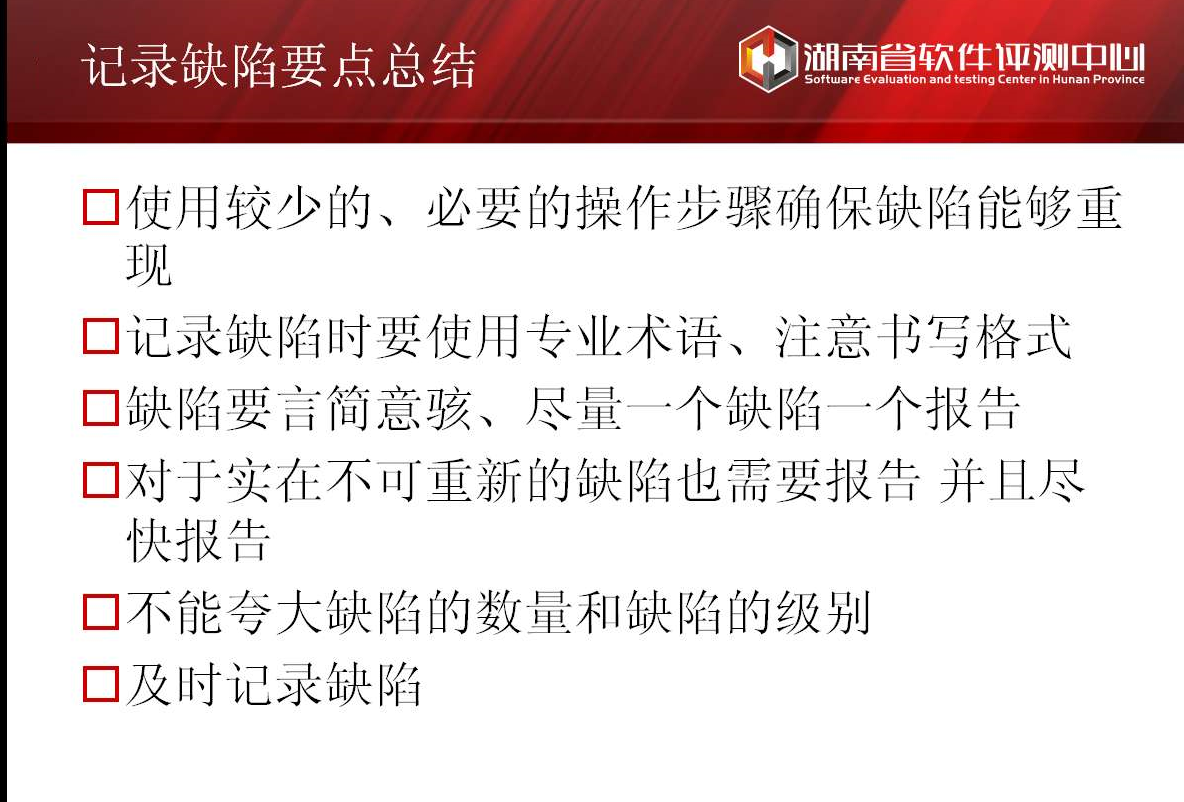 记录缺陷要点总结
湖南省软件评测中心
Software Evaluation and testing Center in Hunan Province
使用较少的、必要的操作步骤确保缺陷能够重
现
记录缺陷时要使用专业术语、注意书写格式
缺陷要言简意骇、尽量一个缺陷一个报告
对于实在不可重新的缺陷也需要报告 并且尽
快报告
不能夸大缺陷的数量和缺陷的级别
及时记录缺陷